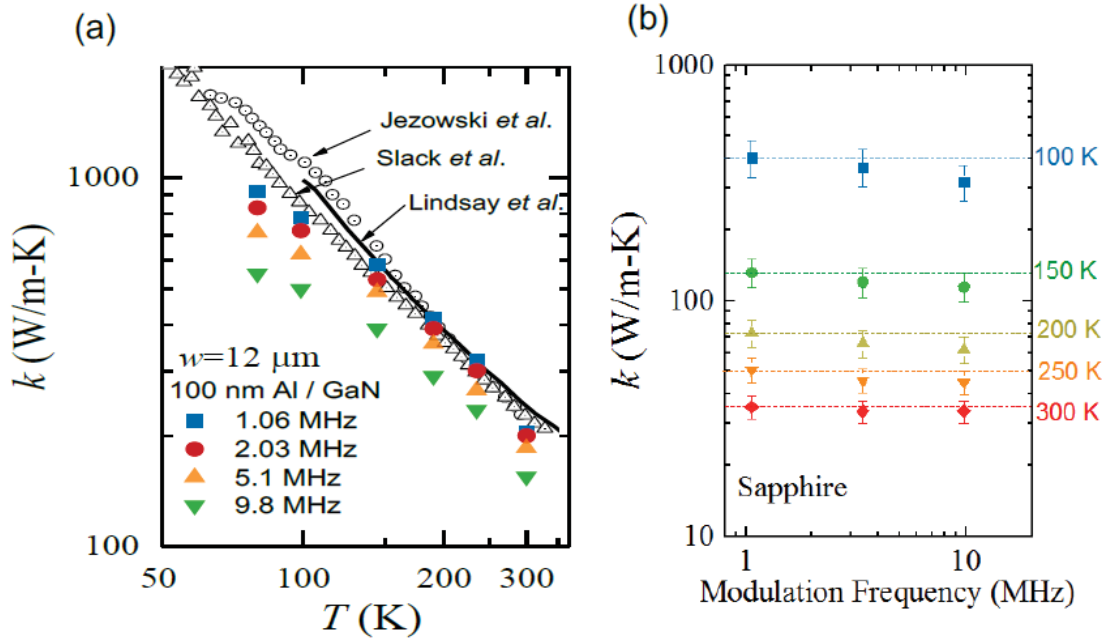 (a)
1000
100
k (W/m-K)
Jezowski et al.
Slack et al.
Lindsay et al.
w=12 μm
100 nm Al / GaN
1.06 MHz
2.03 MHz
5.1 MHz
9.8 MHz
50
100
200
300
T (K)
(b)
1000
100
10
k (W/m-K)
100 K
150 K
200 K
250 K
300 K
Sapphire
1
10
Modulation Frequency (MHz)